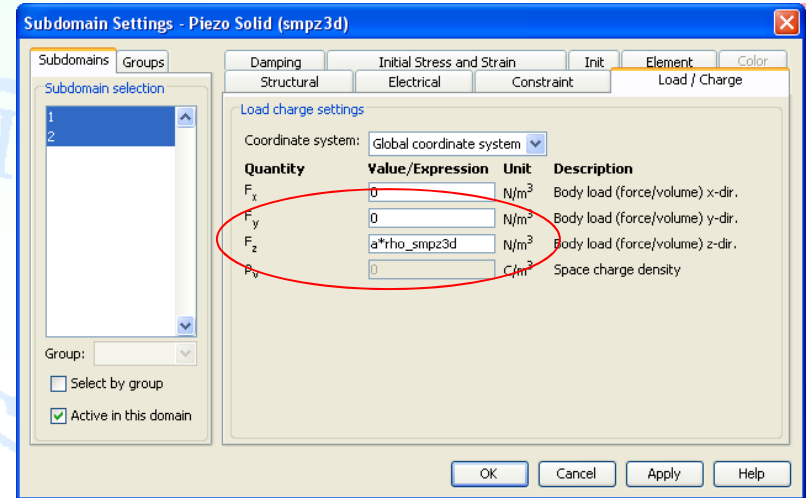 Subdomain Settings - Piezo Solid (smpz3d)
Subdomains Groups
Subdomain selection
1
2
Group:
Select by group
Active in this domain
Damping Initial Stress and Strain Init Element Color
Structural Electrical Constraint Load / Charge
Load charge settings
Coordinate system: Global coordinate system
Quantity Value/Expression Unit Description
Fx 0 N/m3 Body load (force/volume) x-dir.
Fy 0 N/m3 Body load (force/volume) y-dir.
Fz a*rho_smpz3d N/m3 Body load (force/volume) z-dir.
ρv 0 C/m3 Space charge density
OK Cancel Apply Help